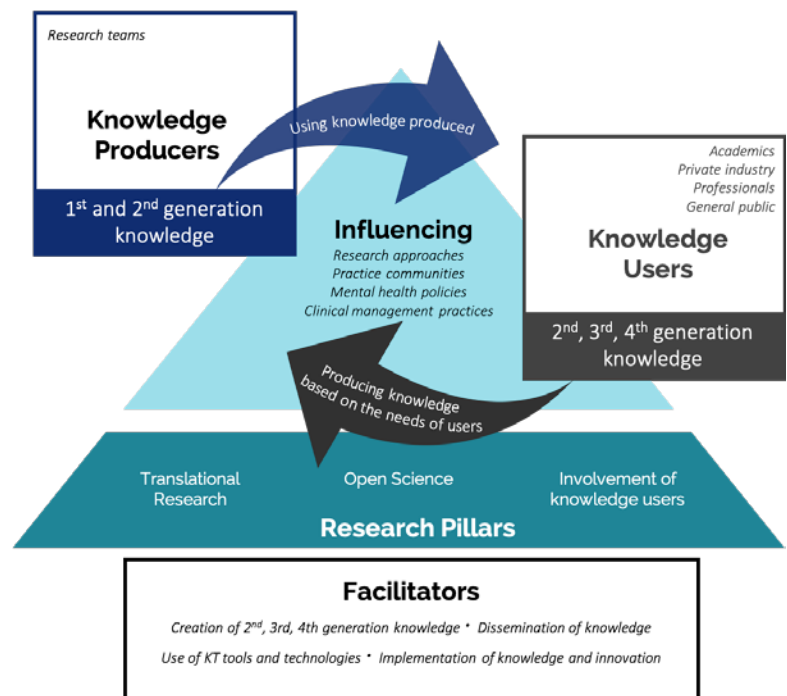 Research teams
Knowledge
Producers
1st and 2nd generation
knowledge
Using knowledge produced
Academics
Private industry
Professionals
General public
Knowledge
Users
2nd, 3rd, 4th generation
knowledge
Influencing
Research approaches
Practice communities
Mental health policies
Clinical management practices
Producing knowledge
based on the needs of users
Translational
Research
Open Science
Involvement of
knowledge users
Research Pillars
Facilitators
Creation of 2nd, 3rd, 4th generation knowledge · Dissemination of knowledge
Use of KT tools and technologies · Implementation of knowledge and innovation